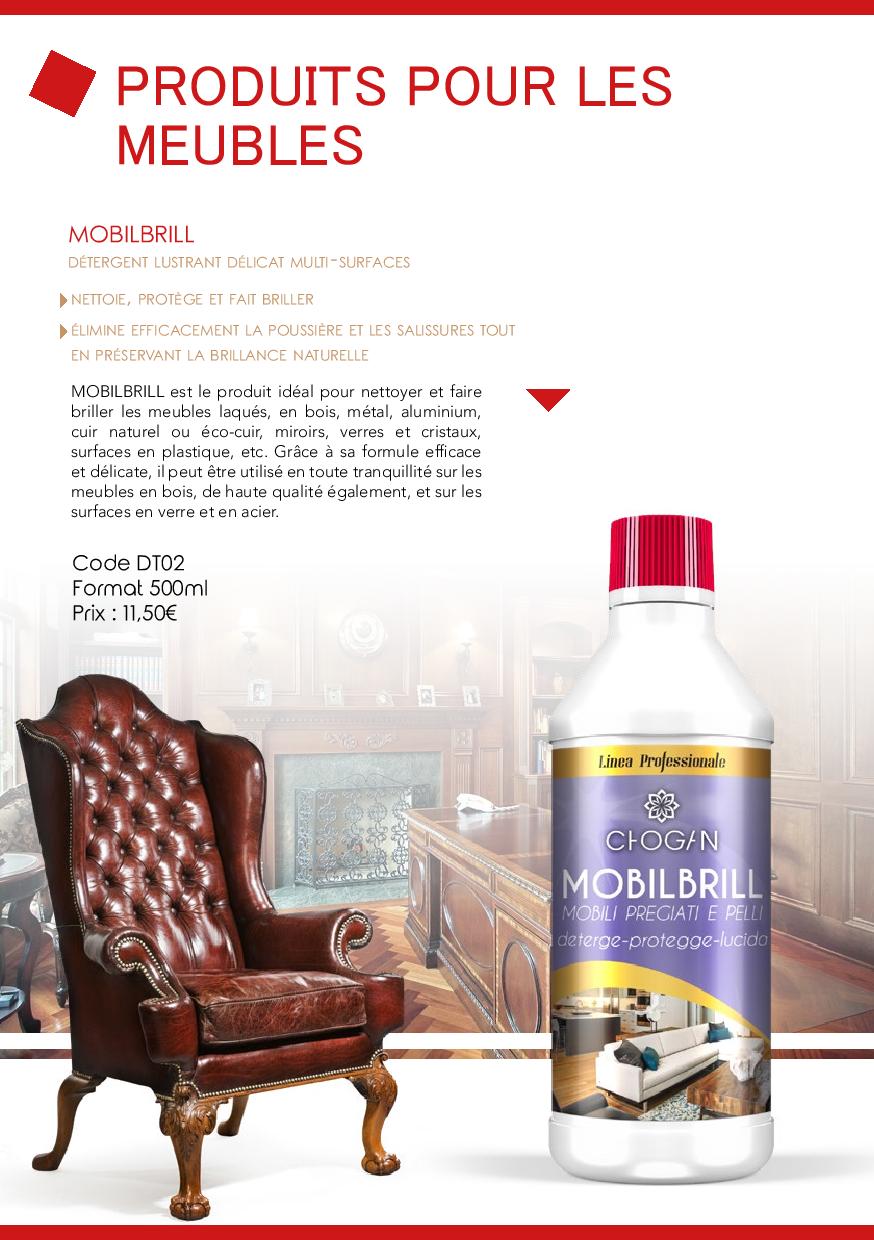 PRODUITS POUR LES
MEUBLES
MOBILBRILL
DÉTERGENT LUSTRANT DÉLICAT MULTI-SURFACES
NETTOIE, PROTÈGE ET FAIT BRILLER
ÉLIMINE EFFICACEMENT LA POUSSIÈRE ET LES SALISSURES TOUT
EN PRÉSERVANT LA BRILLANCE NATURELLE
MOBILBRILL est le produit idéal pour nettoyer et faire
briller les meubles laqués, en bois, métal, aluminium,
cuir naturel ou éco-cuir, miroirs, verres et cristaux,
surfaces en plastique, etc. Grâce à sa formule efficace
et délicate, il peut être utilisé en toute tranquillité sur les
meubles en bois, de haute qualité également, et sur les
surfaces en verre et en acier.
Code DT02
Format 500ml
Prix : 11,50€
Linea Professionale
CHOGAN
MOBILBRILL
MOBILI PREGIATI E PELLI
deterge-protegge-lucida